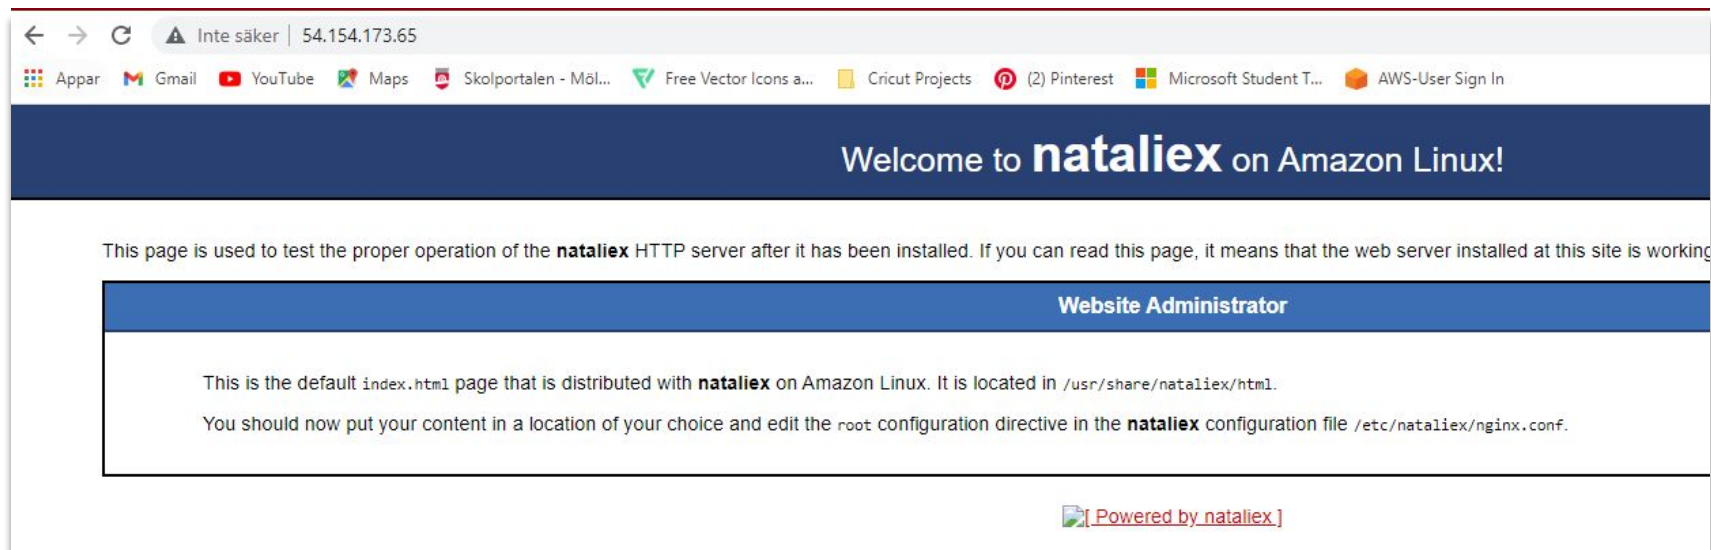 Inte säker | 54.154.173.65
Appar Gmail YouTube Maps Skolportalen - Möl... Free Vector Icons a... Cricut Projects (2) Pinterest Microsoft Student T... AWS-User Sign In
Welcome to nataliex on Amazon Linux!
This page is used to test the proper operation of the nataliex HTTP server after it has been installed. If you can read this page, it means that the web server installed at this site is working
Website Administrator
This is the default index.html page that is distributed with nataliex on Amazon Linux. It is located in /usr/share/nataliex/html.
You should now put your content in a location of your choice and edit the root configuration directive in the nataliex configuration file /etc/nataliex/nginx.conf.
[ Powered by nataliex ]